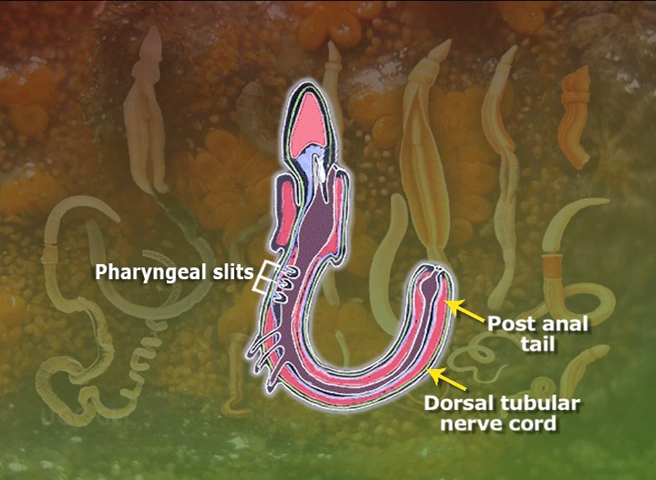 Pharyngeal slits
Post anal
tail
Dorsal tubular
nerve cord